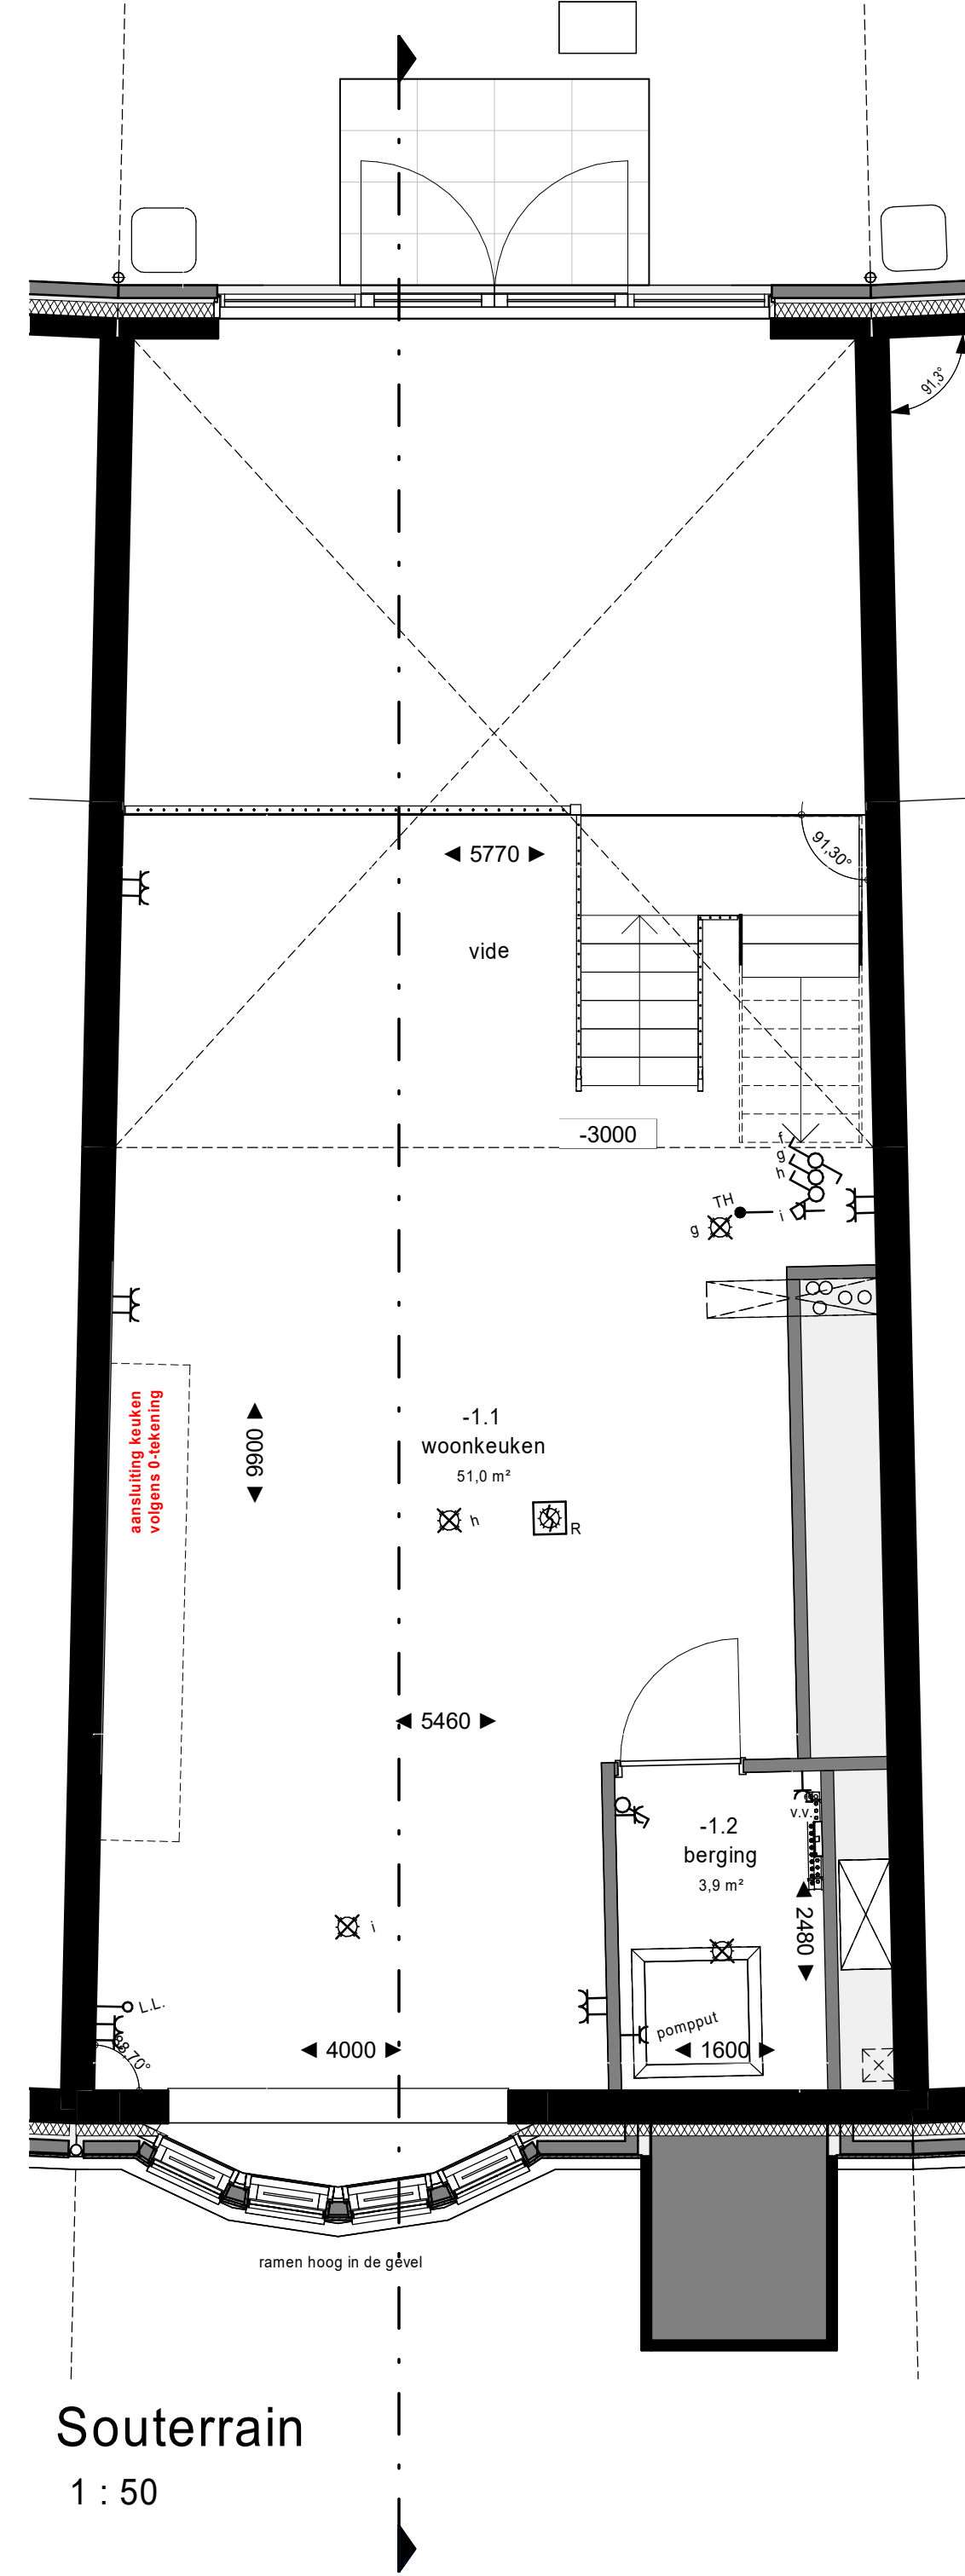 91,3°
5770
91,30°
vide
-3000
f
g
h
TH
i
g
-1.1
woonkeuken
51,0 m²
aansluiting keuken
volgens 0-tekening
9900
h
R
5460
v.v.
-1.2
berging
3,9 m²
2480
i
L.L.
88,70°
pompput
4000
1600
ramen hoog in de gevel
Souterrain
1 : 50